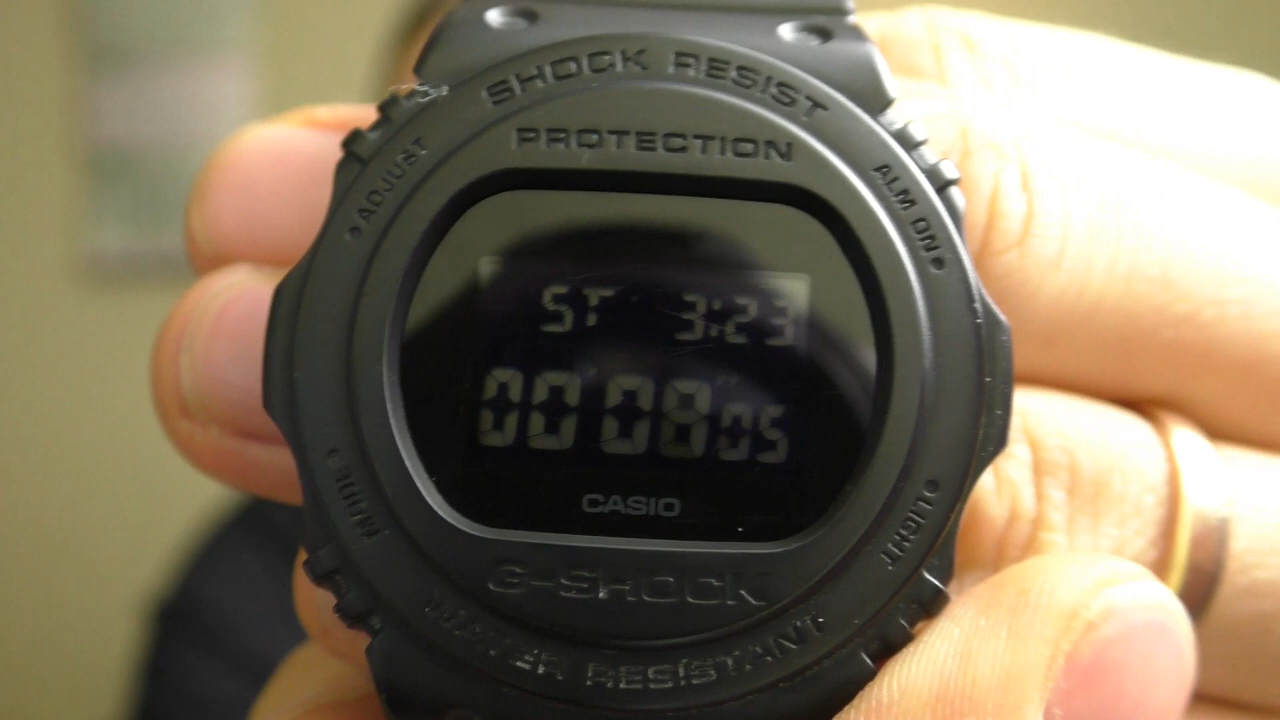 SHOCK RESIST
PROTECTION
ADJUST
ALM ON
ST 3:23
00'08"05
CASIO
MODE
LIGHT
G-SHOCK
WATER RESISTANT